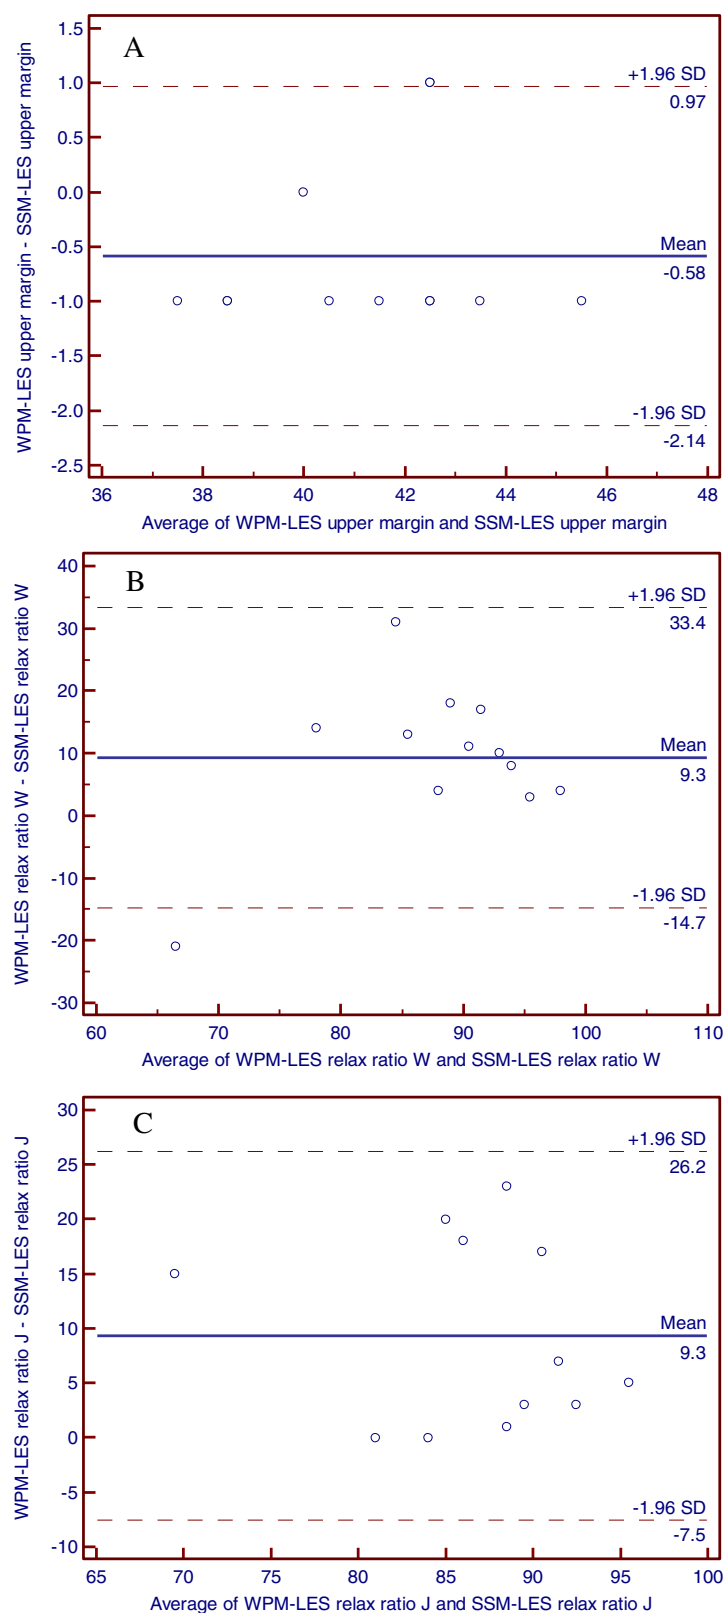 A
WPM-LES upper margin - SSM-LES upper margin
1.5
1.0
0.5
0.0
-0.5
-1.0
-1.5
-2.0
-2.5
+1.96 SD
0.97
Mean
-0.58
-1.96 SD
-2.14
36 38 40 42 44 46 48
Average of WPM-LES upper margin and SSM-LES upper margin
B
WPM-LES relax ratio W - SSM-LES relax ratio W
40
30
20
10
0
-10
-20
-30
+1.96 SD
33.4
Mean
9.3
-1.96 SD
-14.7
60 70 80 90 100 110
Average of WPM-LES relax ratio W and SSM-LES relax ratio W
C
WPM-LES relax ratio J - SSM-LES relax ratio J
30
25
20
15
10
5
0
-5
-10
+1.96 SD
26.2
Mean
9.3
-1.96 SD
-7.5
65 70 75 80 85 90 95 100
Average of WPM-LES relax ratio J and SSM-LES relax ratio J